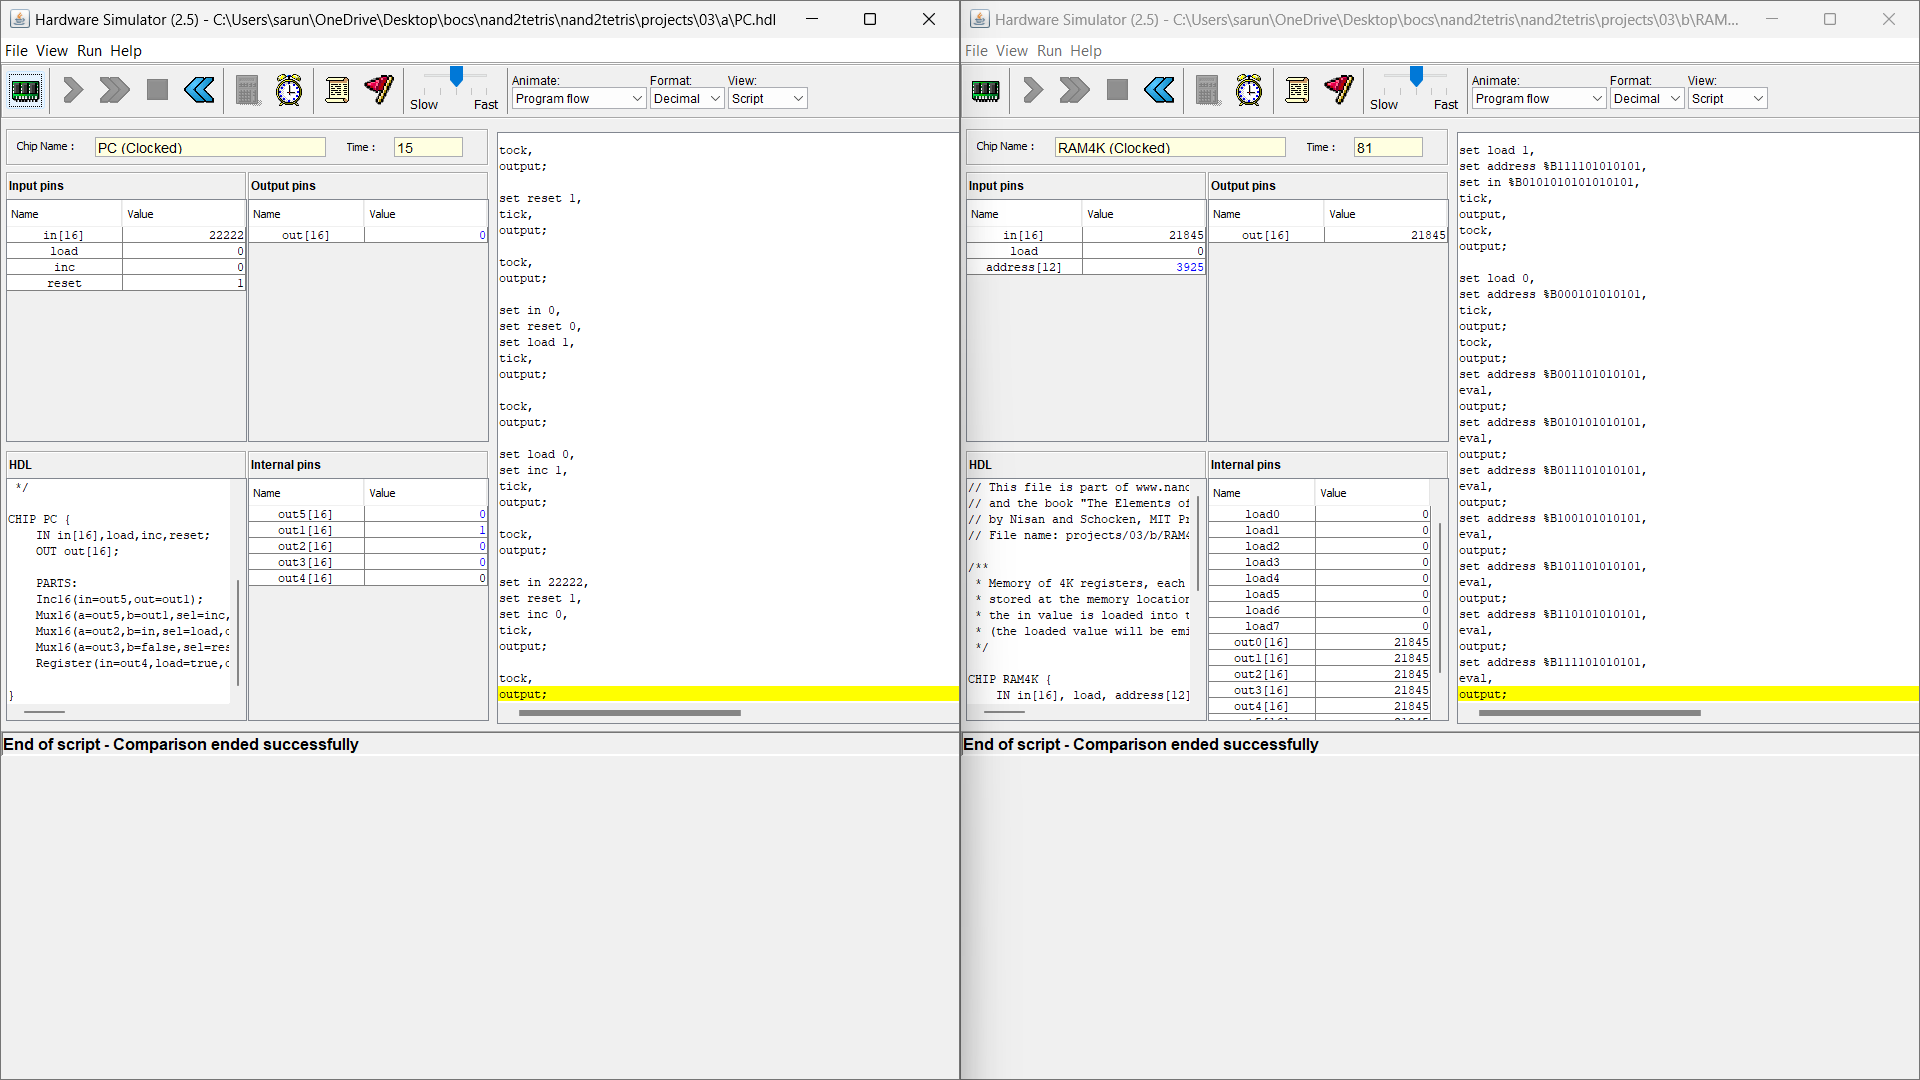 Hardware Simulator (2.5) - C:\Users\sarun\OneDrive\Desktop\bocs\nand2tetris\nand2tetris\projects\03\a\PC.hdl
File View Run Help
Slow Fast
Animate:
Program flow
Format:
Decimal
View:
Script
Chip Name : PC (Clocked) Time : 15
Input pins
Name Value
in[16] 22222
load 0
inc 0
reset 1
Output pins
Name Value
out[16] 0
HDL
*/
CHIP PC {
IN in[16],load,inc,reset;
OUT out[16];
PARTS:
Inc16(in=out5,out=out1);
Mux16(a=out5,b=out1,sel=inc,
Mux16(a=out2,b=in,sel=load,
Mux16(a=out3,b=false,sel=res
Register(in=out4,load=true,
}
Internal pins
Name Value
out5[16] 0
out1[16] 1
out2[16] 0
out3[16] 0
out4[16] 0
tock,
output;
set reset 1,
tick,
output;
tock,
output;
set in 0,
set reset 0,
set load 1,
tick,
output;
tock,
output;
set load 0,
set inc 1,
tick,
output;
tock,
output;
set in 22222,
set reset 1,
set inc 0,
tick,
output;
tock,
output;
End of script - Comparison ended successfully
Hardware Simulator (2.5) - C:\Users\sarun\OneDrive\Desktop\bocs\nand2tetris\nand2tetris\projects\03\b\RAM...
File View Run Help
Slow Fast
Animate:
Program flow
Format:
Decimal
View:
Script
Chip Name : RAM4K (Clocked) Time : 81
Input pins
Name Value
in[16] 21845
load 0
address[12] 3925
Output pins
Name Value
out[16] 21845
HDL
// This file is part of www.nanc
// and the book "The Elements of
// by Nisan and Schocken, MIT Pr
// File name: projects/03/b/RAM4
/**
* Memory of 4K registers, each
* stored at the memory location
* the in value is loaded into t
* (the loaded value will be emi
*/
CHIP RAM4K {
IN in[16], load, address[12]
Internal pins
Name Value
load0 0
load1 0
load2 0
load3 0
load4 0
load5 0
load6 0
load7 0
out0[16] 21845
out1[16] 21845
out2[16] 21845
out3[16] 21845
out4[16] 21845
set load 1,
set address %B111101010101,
set in %B0101010101010101,
tick,
output,
tock,
output;
set load 0,
set address %B000101010101,
tick,
output;
tock,
output;
set address %B001101010101,
eval,
output;
set address %B010101010101,
eval,
output;
set address %B011101010101,
eval,
output;
set address %B100101010101,
eval,
output;
set address %B101101010101,
eval,
output;
set address %B110101010101,
eval,
output;
set address %B111101010101,
eval,
output;
End of script - Comparison ended successfully